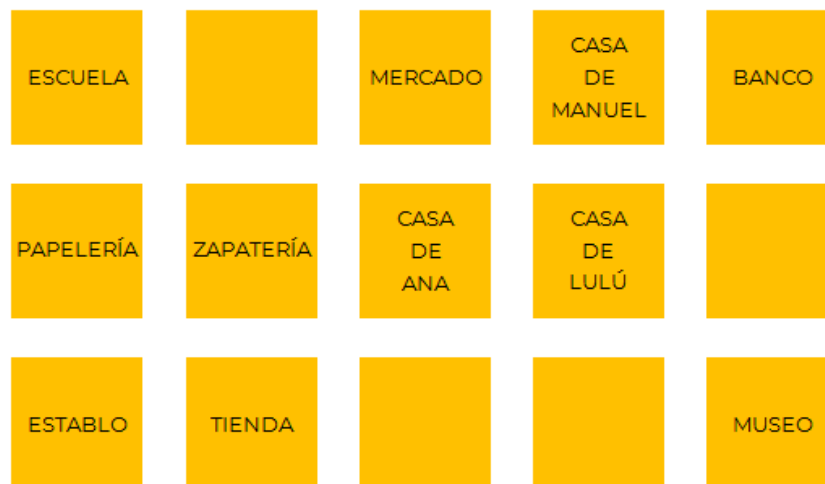 ESCUELA
MERCADO
CASA
DE
MANUEL
BANCO
PAPELERÍA
ZAPATERÍA
CASA
DE
ANA
CASA
DE
LULÚ
ESTABLO
TIENDA
MUSEO